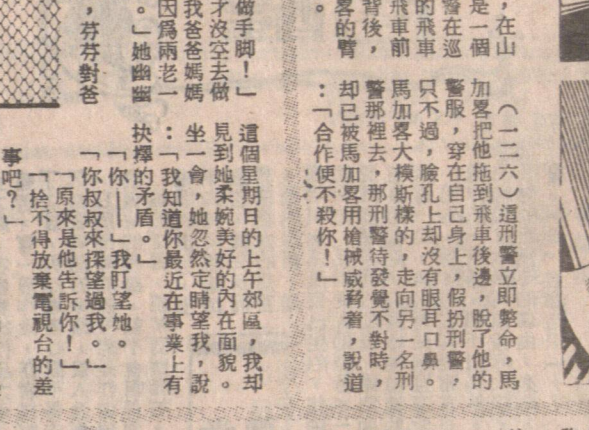 ，在山
是一個
警在巡
的飛車
飛車前
背後，
畧的臂
。
（一二六）這刑警立即斃命，馬
加畧把他拖到飛車後邊，脫了他的
警服，穿在自己身上，假扮刑警，
只不過，臉孔上却沒有眼耳口鼻。
馬加畧大模斯樣的，走向另一名刑
警那裡去，那刑警待發覺不對時，
却已被馬加畧用槍械威脅着，說道
：「合作便不殺你！」
做手脚！」
才沒空去做
我爸爸媽媽
因爲兩老一
。」她幽幽
，芬芬對爸
這個星期日的上午郊區，我却
見到她柔婉美好的內在面貌。
坐一會，她忽然定睛望我，說
：「我知道你最近在事業上有
抉擇的矛盾。」
「你——」我盯望她。
「你叔叔來探望過我。」
「原來是他告訴你！」
「捨不得放棄電視台的差
事吧？」